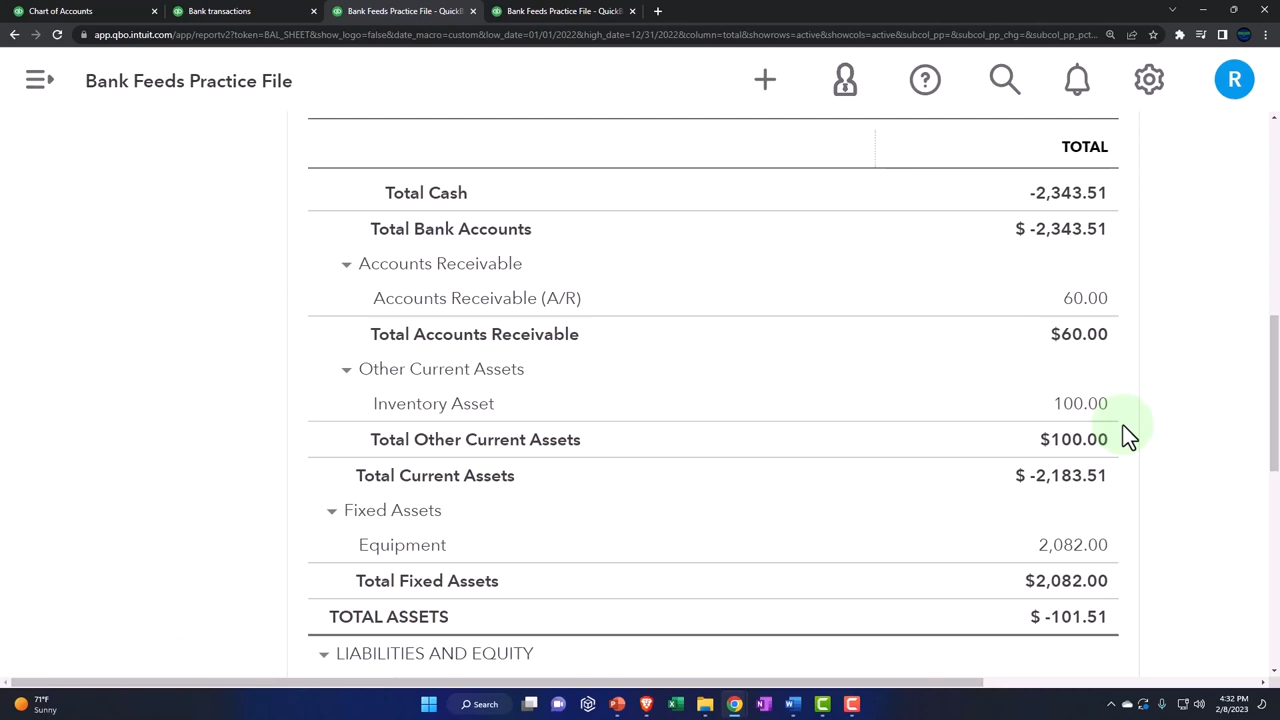 Chart of Accounts
Bank transactions
Bank Feeds Practice File - QuickB
Bank Feeds Practice File - QuickB
app.qbo.intuit.com/app/reportv2?token=BAL_SHEET&show_logo=false&date_macro=custom&low_date=01/01/2022&high_date=12/31/2022&column=total&showrows=active&showcols=active&subcol_pp=&subcol_pp_chg=&subcol_pp_pct...
Bank Feeds Practice File
R
TOTAL
Total Cash -2,343.51
Total Bank Accounts $ -2,343.51
Accounts Receivable
Accounts Receivable (A/R) 60.00
Total Accounts Receivable $60.00
Other Current Assets
Inventory Asset 100.00
Total Other Current Assets $100.00
Total Current Assets $ -2,183.51
Fixed Assets
Equipment 2,082.00
Total Fixed Assets $2,082.00
TOTAL ASSETS $ -101.51
LIABILITIES AND EQUITY
71°F
Sunny
Search
4:32 PM
2/8/2023